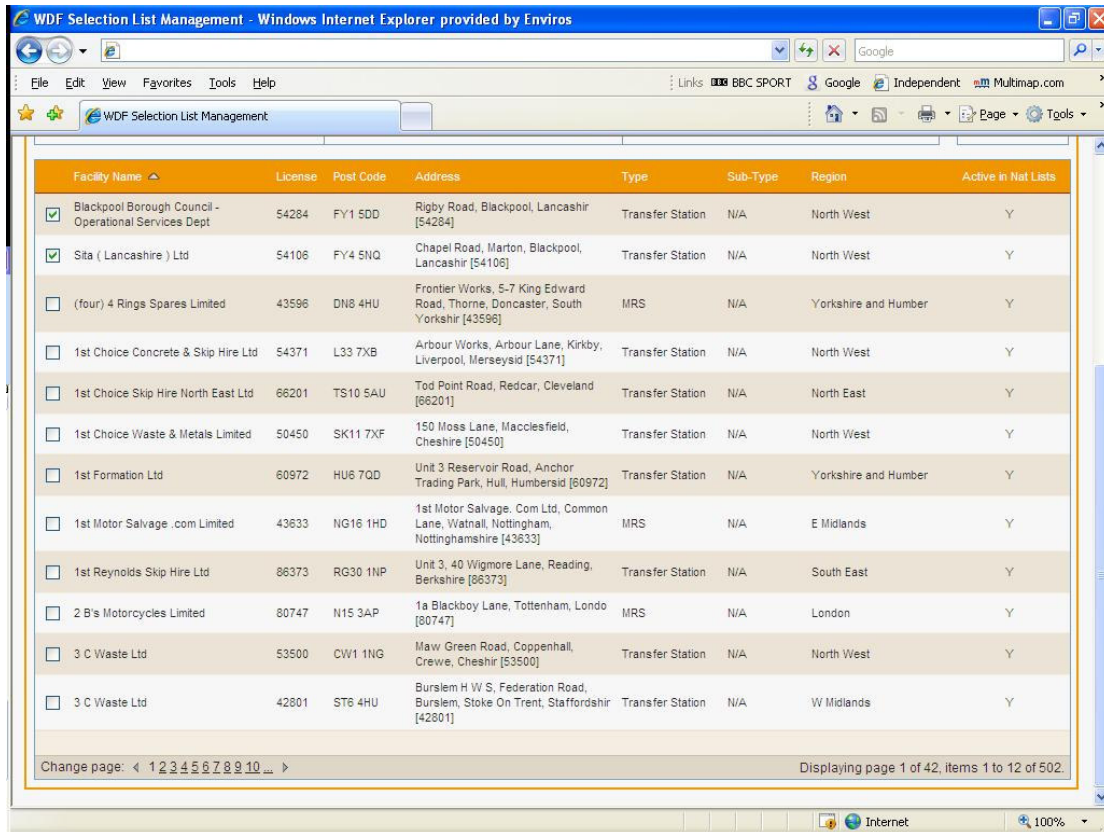 WDF Selection List Management - Windows Internet Explorer provided by Enviros
Google
File Edit View Favorites Tools Help
Links BBC SPORT Google Independent Multimap.com
WDF Selection List Management
Page Tools
Facility Name License Post Code Address Type Sub-Type Region Active in Nat Lists
Blackpool Borough Council -
Operational Services Dept 54284 FY1 5DD Rigby Road, Blackpool, Lancashir
[54284] Transfer Station N/A North West Y
Sita ( Lancashire ) Ltd 54106 FY4 5NQ Chapel Road, Marton, Blackpool,
Lancashir [54106] Transfer Station N/A North West Y
(four) 4 Rings Spares Limited 43596 DN8 4HU Frontier Works, 5-7 King Edward
Road, Thorne, Doncaster, South
Yorkshir [43596] MRS N/A Yorkshire and Humber Y
1st Choice Concrete & Skip Hire Ltd 54371 L33 7XB Arbour Works, Arbour Lane, Kirkby,
Liverpool, Merseysid [54371] Transfer Station N/A North West Y
1st Choice Skip Hire North East Ltd 66201 TS10 5AU Tod Point Road, Redcar, Cleveland
[66201] Transfer Station N/A North East Y
1st Choice Waste & Metals Limited 50450 SK11 7XF 150 Moss Lane, Macclesfield,
Cheshire [50450] Transfer Station N/A North West Y
1st Formation Ltd 60972 HU6 7QD Unit 3 Reservoir Road, Anchor
Trading Park, Hull, Humbersid [60972] Transfer Station N/A Yorkshire and Humber Y
1st Motor Salvage .com Limited 43633 NG16 1HD 1st Motor Salvage. Com Ltd, Common
Lane, Watnall, Nottingham,
Nottinghamshire [43633] MRS N/A E Midlands Y
1st Reynolds Skip Hire Ltd 86373 RG30 1NP Unit 3, 40 Wigmore Lane, Reading,
Berkshire [86373] Transfer Station N/A South East Y
2 B's Motorcycles Limited 80747 N15 3AP 1a Blackboy Lane, Tottenham, Londo
[80747] MRS N/A London Y
3 C Waste Ltd 53500 CW1 1NG Maw Green Road, Coppenhall,
Crewe, Cheshir [53500] Transfer Station N/A North West Y
3 C Waste Ltd 42801 ST6 4HU Burslem H W S, Federation Road,
Burslem, Stoke On Trent, Staffordshir
[42801] Transfer Station N/A W Midlands Y
Change page: 1 2 3 4 5 6 7 8 9 10 ... Displaying page 1 of 42, items 1 to 12 of 502.
Internet 100%